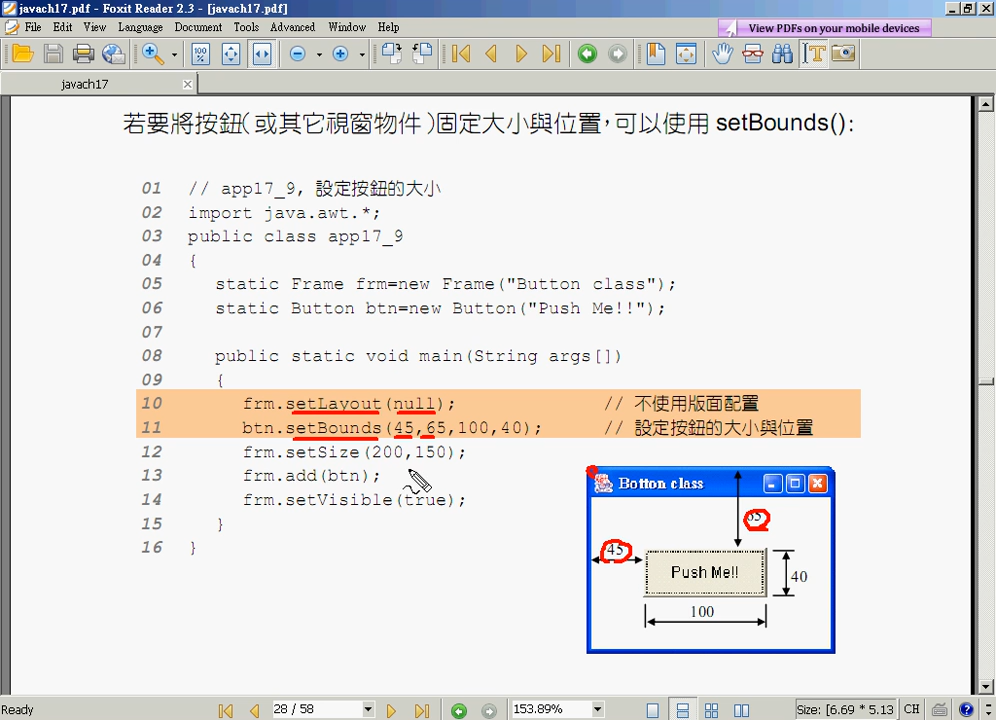 javach17.pdf - Foxit Reader 2.3 - [javach17.pdf]
File Edit View Language Document Tools Advanced Window Help
View PDFs on your mobile devices
100 %
javach17
若要將按鈕(或其它視窗物件)固定大小與位置,可以使用 setBounds():
01 // app17_9, 設定按鈕的大小
02 import java.awt.*;
03 public class app17_9
04 {
05 static Frame frm=new Frame("Button class");
06 static Button btn=new Button("Push Me!!");
07
08 public static void main(String args[])
09 {
10 frm.setLayout(null); // 不使用版面配置
11 btn.setBounds(45,65,100,40); // 設定按鈕的大小與位置
12 frm.setSize(200,150);
13 frm.add(btn);
14 frm.setVisible(true);
15 }
16 }
Botton class
65
45
Push Me!!
40
100
Ready
28 / 58
153.89%
Size: [6.69 * 5.13
CH